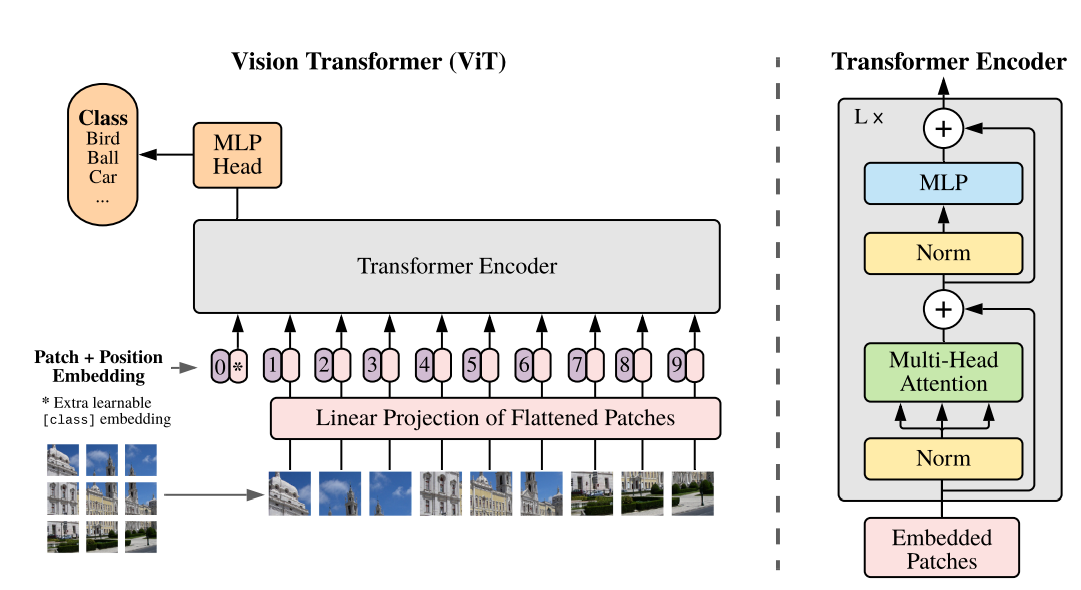 Vision Transformer (ViT)
Class
Bird
Ball
Car
...
MLP
Head
Transformer Encoder
Patch + Position
Embedding
0 * 1 2 3 4 5 6 7 8 9
* Extra learnable
[class] embedding
Linear Projection of Flattened Patches
Transformer Encoder
L x
+
MLP
Norm
+
Multi-Head
Attention
Norm
Embedded
Patches